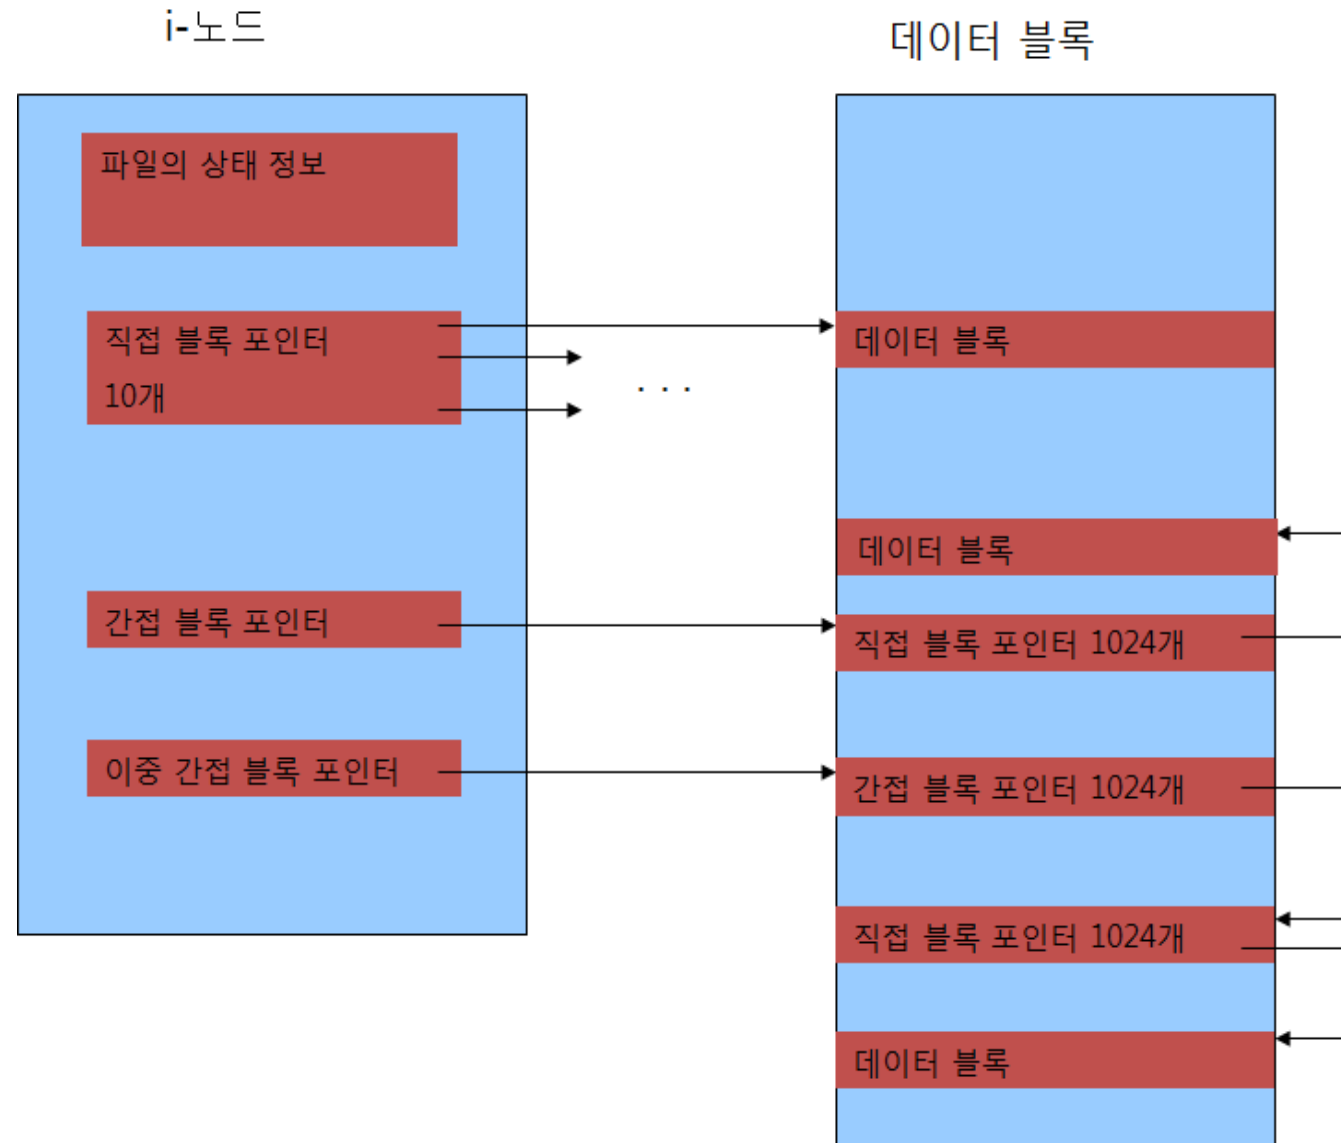 i-노드
데이터 블록
파일의 상태 정보
직접 블록 포인터
10개
. . .
데이터 블록
데이터 블록
간접 블록 포인터
직접 블록 포인터 1024개
이중 간접 블록 포인터
간접 블록 포인터 1024개
직접 블록 포인터 1024개
데이터 블록